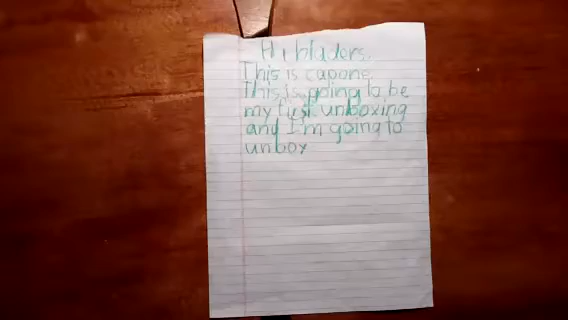 Hi bladers.
This is capone.
This is going to be
my first unboxing
and I'm going to
unbox